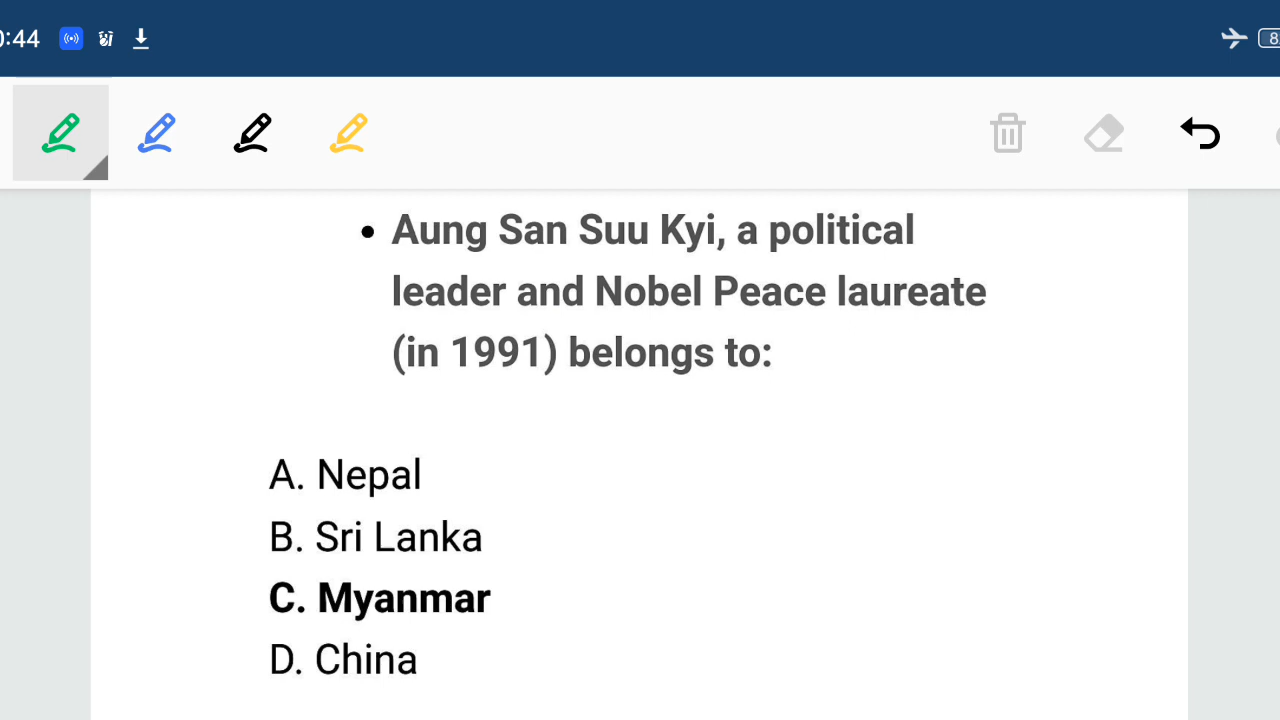 0:44
8
• Aung San Suu Kyi, a political
leader and Nobel Peace laureate
(in 1991) belongs to:
A. Nepal
B. Sri Lanka
C. Myanmar
D. China